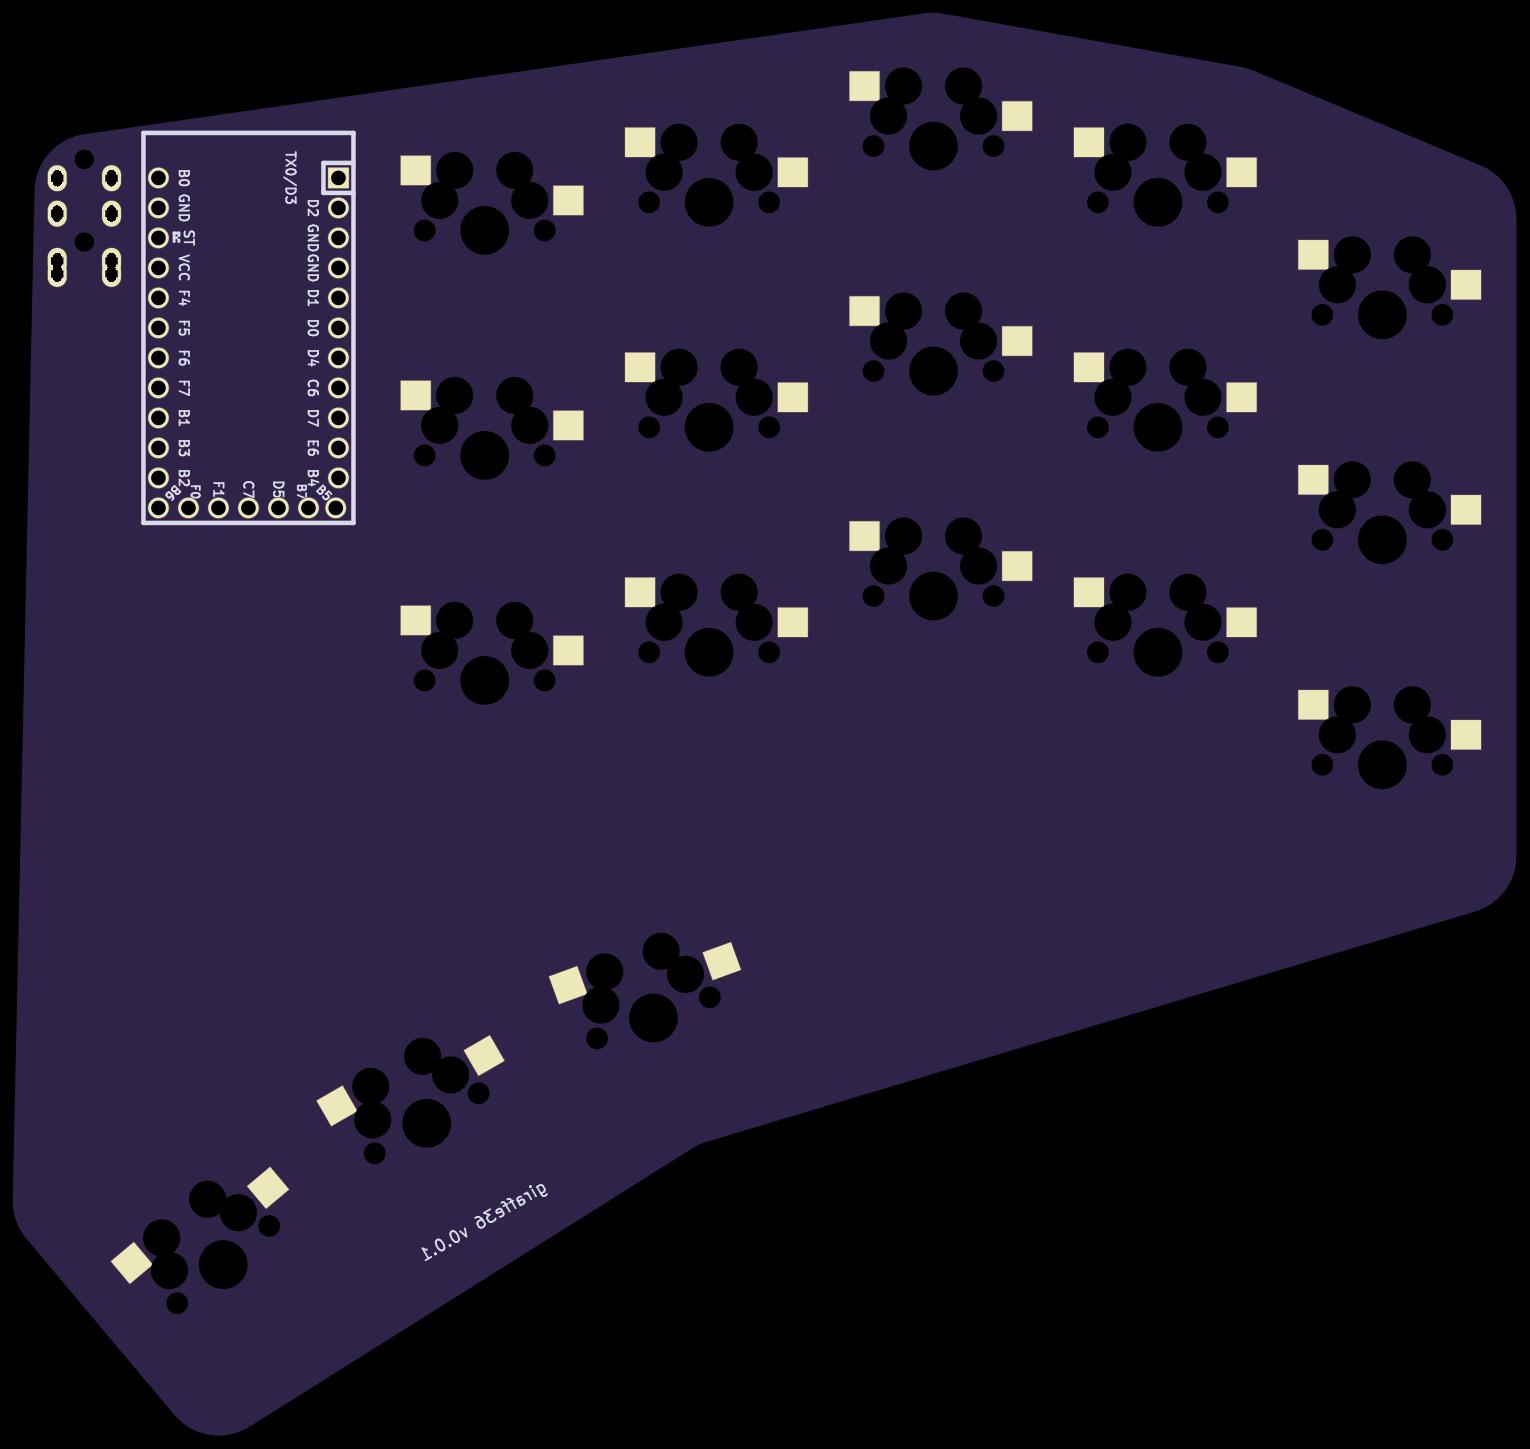 TX0/D3
B0
GND
RST
VCC
F4
F5
F6
F7
B1
B3
B2
D2
GND
GND
D1
D0
D4
C6
D7
E6
B4
B6
F0
F1
C7
D5
B7
B5
giraffe36 v0.0.1